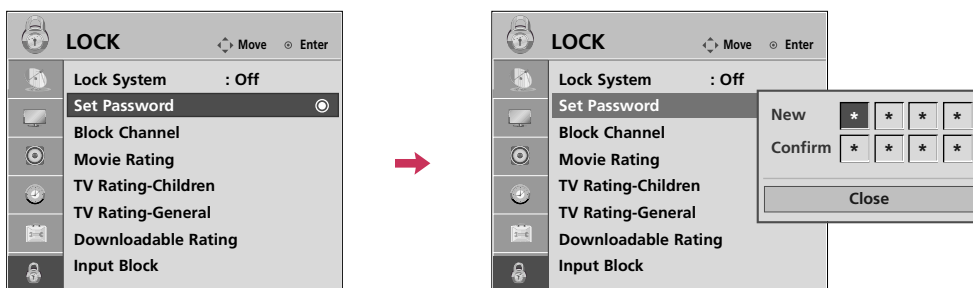 LOCK Move Enter
Lock System : Off
Set Password
Block Channel
Movie Rating
TV Rating-Children
TV Rating-General
Downloadable Rating
Input Block
LOCK Move Enter
Lock System : Off
Set Password
Block Channel
Movie Rating
TV Rating-Children
TV Rating-General
Downloadable Rating
Input Block
New * * * *
Confirm * * * *
Close